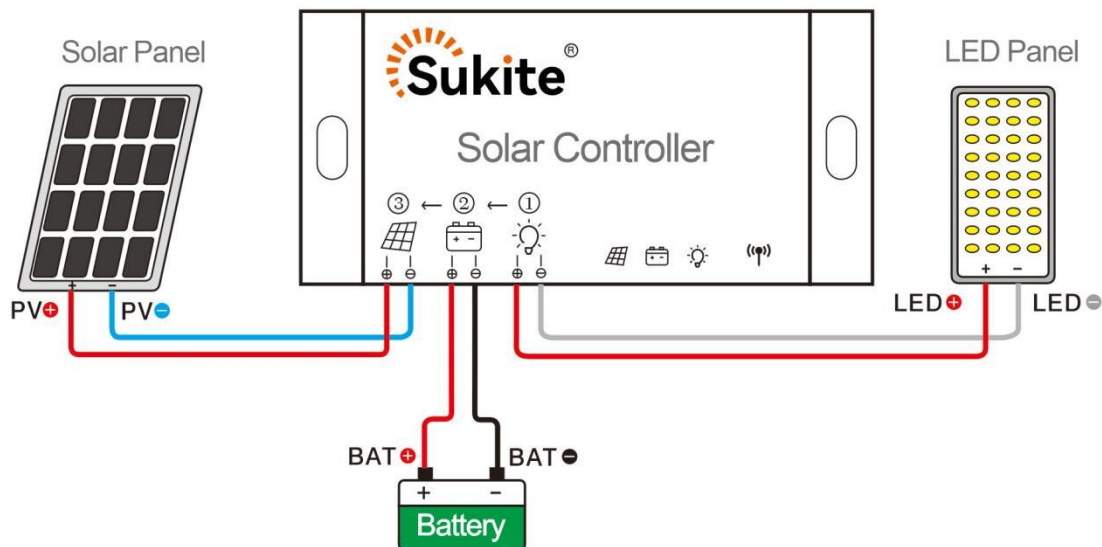 Solar Panel
Sukite®
LED Panel
Solar Controller
③ ← ② ← ①
+ -
⊕ ⊖ ⊕ ⊖ ⊕ ⊖
+ −
+ −
PV⊕
PV⊖
LED⊕
LED⊖
BAT⊕
BAT⊖
+ −
Battery